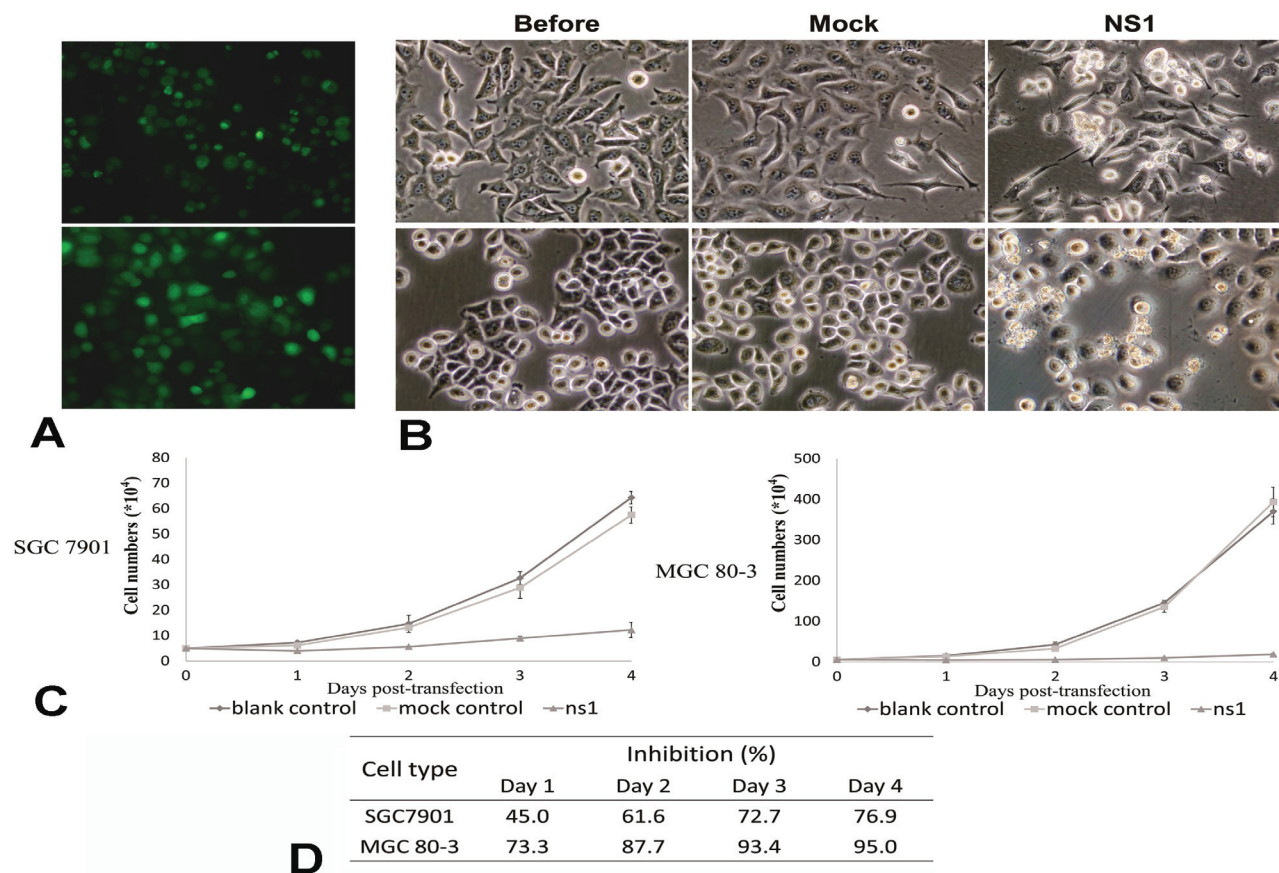 Before Mock NS1
A B
80
70
60
50
40
30
20
10
0
Cell numbers (*10⁴)
SGC 7901
0 1 2 3 4
Days post-transfection
blank control mock control ns1
500
400
300
200
100
0
Cell numbers (*10⁴)
MGC 80-3
0 1 2 3 4
Days post-transfection
blank control mock control ns1
C
Cell type Inhibition (%)
Day 1 Day 2 Day 3 Day 4
SGC7901 45.0 61.6 72.7 76.9
MGC 80-3 73.3 87.7 93.4 95.0
D